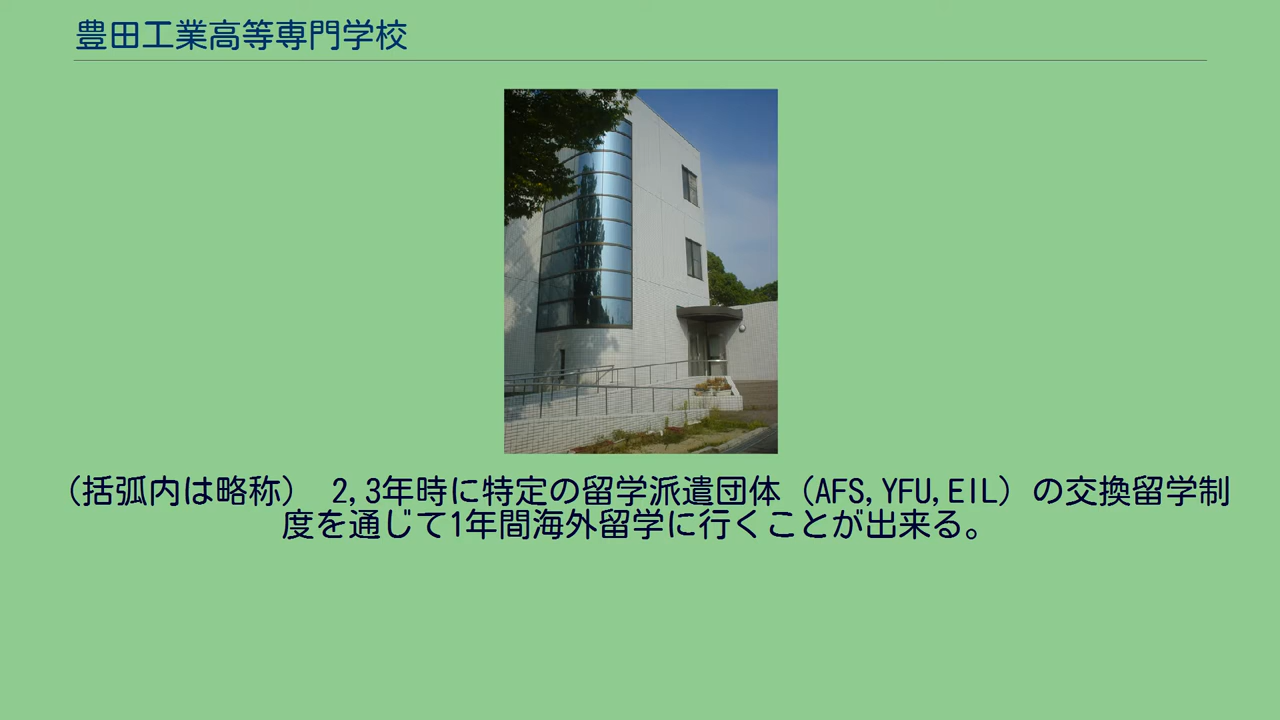 豊田工業高等専門学校
（括弧内は略称） 2,3年時に特定の留学派遣団体（AFS,YFU,EIL）の交換留学制
度を通じて1年間海外留学に行くことが出来る。